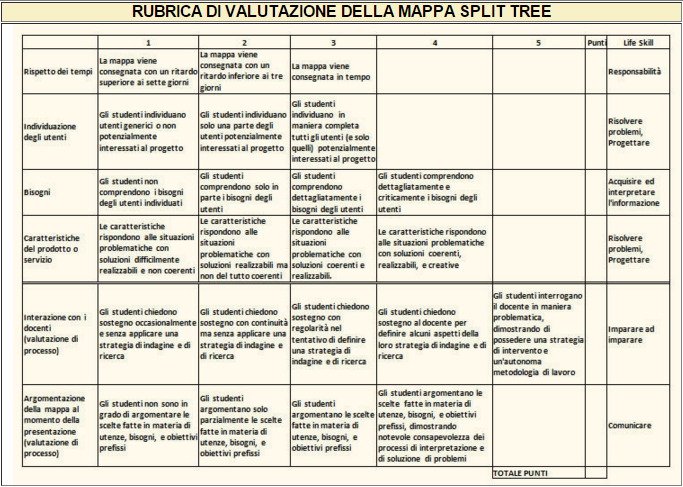 RUBRICA DI VALUTAZIONE DELLA MAPPA SPLIT TREE
1 2 3 4 5 Punti Life Skill
Rispetto dei tempi
La mappa viene
consegnata con un ritardo
superiore ai sette giorni
La mappa viene
consegnata con un
ritardo inferiore ai tre
giorni
La mappa viene
consegnata in tempo
Responsabilità
Individuazione
degli utenti
Gli studenti individuano
utenti generici o non
potenzialmente
interessati al progetto
Gli studenti individuano
solo una parte degli
utenti potenzialmente
interessati al progetto
Gli studenti
individuano in
maniera completa
tutti gli utenti (e solo
quelli) potenzialmente
interessati al progetto
Risolvere
problemi,
Progettare
Bisogni
Gli studenti non
comprendono i bisogni
degli utenti individuati
Gli studenti
comprendono solo in
parte i bisogni degli
utenti
Gli studenti
comprendono
dettagliatamente i
bisogni degli utenti
Gli studenti comprendono
dettagliatamente e
criticamente i bisogni degli
utenti
Acquisire ed
interpretare
l'informazione
Caratteristiche
del prodotto o
servizio
Le caratteristiche
rispondono alle situazioni
problematiche con
soluzioni difficilmente
realizzabili e non coerenti
Le caratteristiche
rispondono alle
situazioni
problematiche con
soluzioni realizzabili ma
non del tutto coerenti
Le caratteristiche
rispondono alle
situazioni
problematiche con
soluzioni coerenti e
realizzabili.
Le caratteristiche rispondono
alle situazioni problematiche
con soluzioni coerenti,
realizzabili, e creative
Risolvere
problemi,
Progettare
Interazione con i
docenti
(valutazione di
processo)
Gli studenti chiedono
sostegno occasionalmente
e senza applicare una
strategia di indagine e di
ricerca
Gli studenti chiedono
sostegno con continuità
ma senza applicare una
strategia di indagine e
di ricerca
Gli studenti chiedono
sostegno con
regolarità nel
tentativo di definire
una strategia di
indagine e di ricerca
Gli studenti chiedono
sostegno al docente per
definire alcuni aspetti della
loro strategia di indagine e di
ricerca
Gli studenti interrogano
il docente in maniera
problematica,
dimostrando di
possedere una strategia
di intervento e
un'autonoma
metodologia di lavoro
Imparare ad
imparare
Argomentazione
della mappa al
momento della
presentazione
(valutazione di
processo)
Gli studenti non sono in
grado di argomentare le
scelte fatte in materia di
utenze, bisogni, e obiettivi
prefissi
Gli studenti
argomentano solo
parzialmente le scelte
fatte in materia di
utenze, bisogni, e
obiettivi prefissi
Gli studenti
argomentano le scelte
fatte in materia di
utenze, bisogni, e
obiettivi prefissi
Gli studenti argomentano le
scelte fatte in materia di
utenze, bisogni, e obiettivi
prefissi, dimostrando
notevole consapevolezza dei
processi di interpretazione e
di soluzione di problemi
Comunicare
TOTALE PUNTI